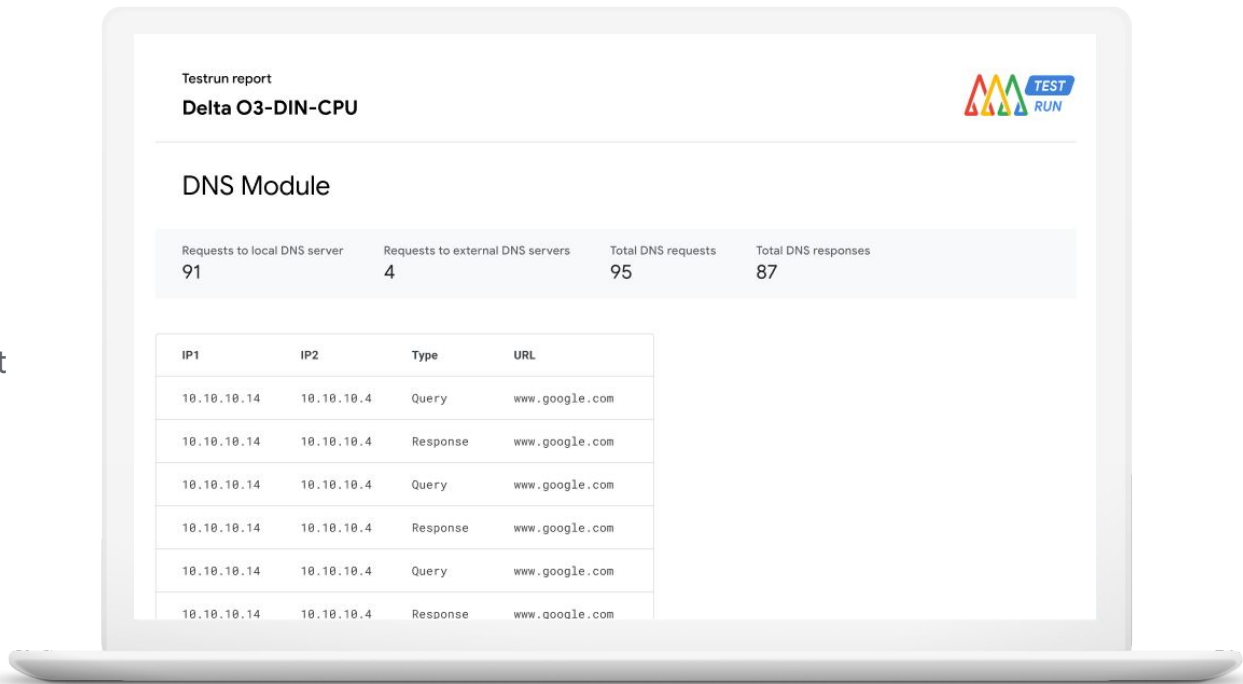 Testrun report
Delta O3-DIN-CPU
TEST
RUN
DNS Module
Requests to local DNS server Requests to external DNS servers Total DNS requests Total DNS responses
91 4 95 87
t
IP1 IP2 Type URL
10.10.10.14 10.10.10.4 Query www.google.com
10.10.10.14 10.10.10.4 Response www.google.com
10.10.10.14 10.10.10.4 Query www.google.com
10.10.10.14 10.10.10.4 Response www.google.com
10.10.10.14 10.10.10.4 Query www.google.com
10.10.10.14 10.10.10.4 Response www.google.com